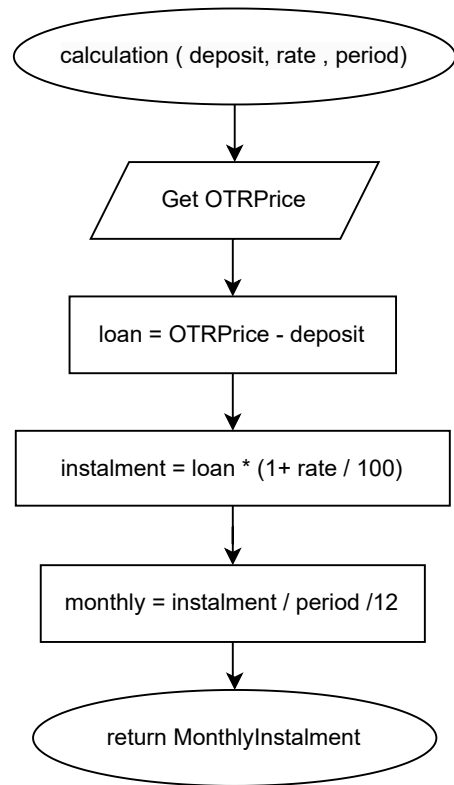 calculation ( deposit, rate , period)
Get OTRPrice
loan = OTRPrice - deposit
instalment = loan * (1+ rate / 100)
monthly = instalment / period /12
return MonthlyInstalment